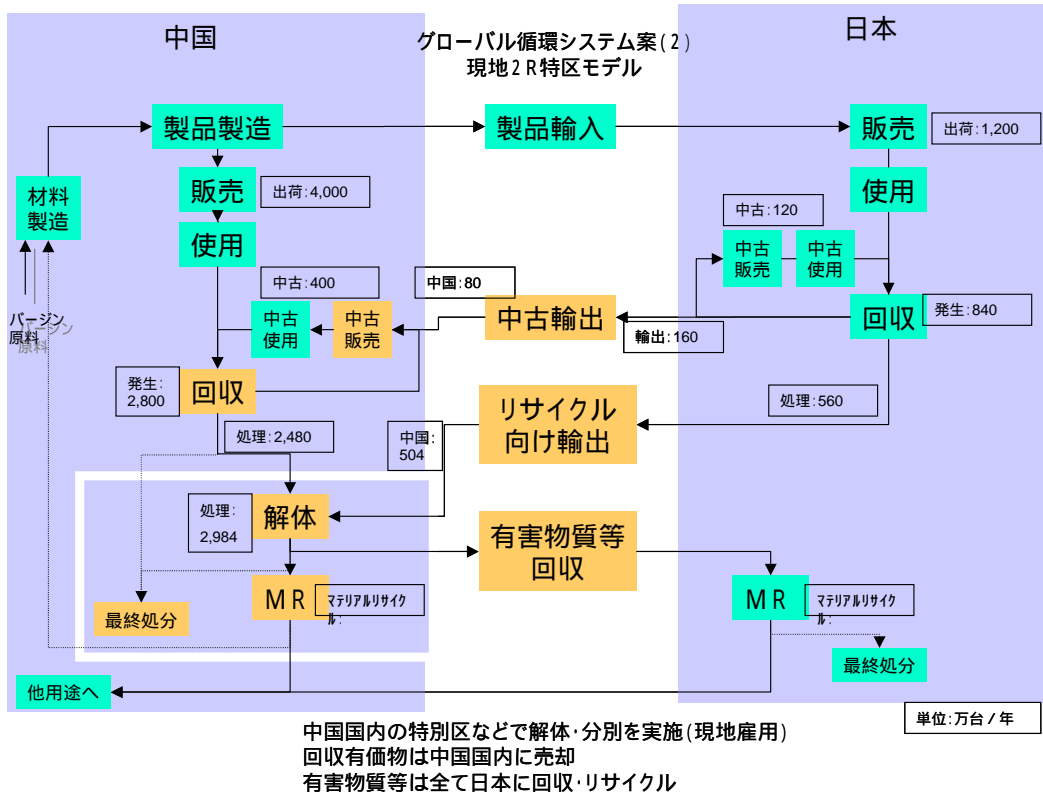 中国
グローバル循環システム案(2)
現地2R特区モデル
日本
製品製造
製品輸入
販売
出荷:1,200
材料
製造
販売
出荷:4,000
使用
使用
中古:120
中古
販売
中古
使用
バージン
原料
バージン
原料
中古:400
中国:80
中古
使用
中古
販売
中古輸出
輸出:160
回収
発生:840
発生:
2,800
回収
リサイクル
向け輸出
処理:560
処理:2,480
中国:
504
処理:
2,984
解体
有害物質等
回収
最終処分
MR
マテリアルリサイク
ル:
MR
マテリアルリサイク
ル:
最終処分
他用途へ
単位:万台/年
中国国内の特別区などで解体・分別を実施(現地雇用)
回収有価物は中国国内に売却
有害物質等は全て日本に回収・リサイクル